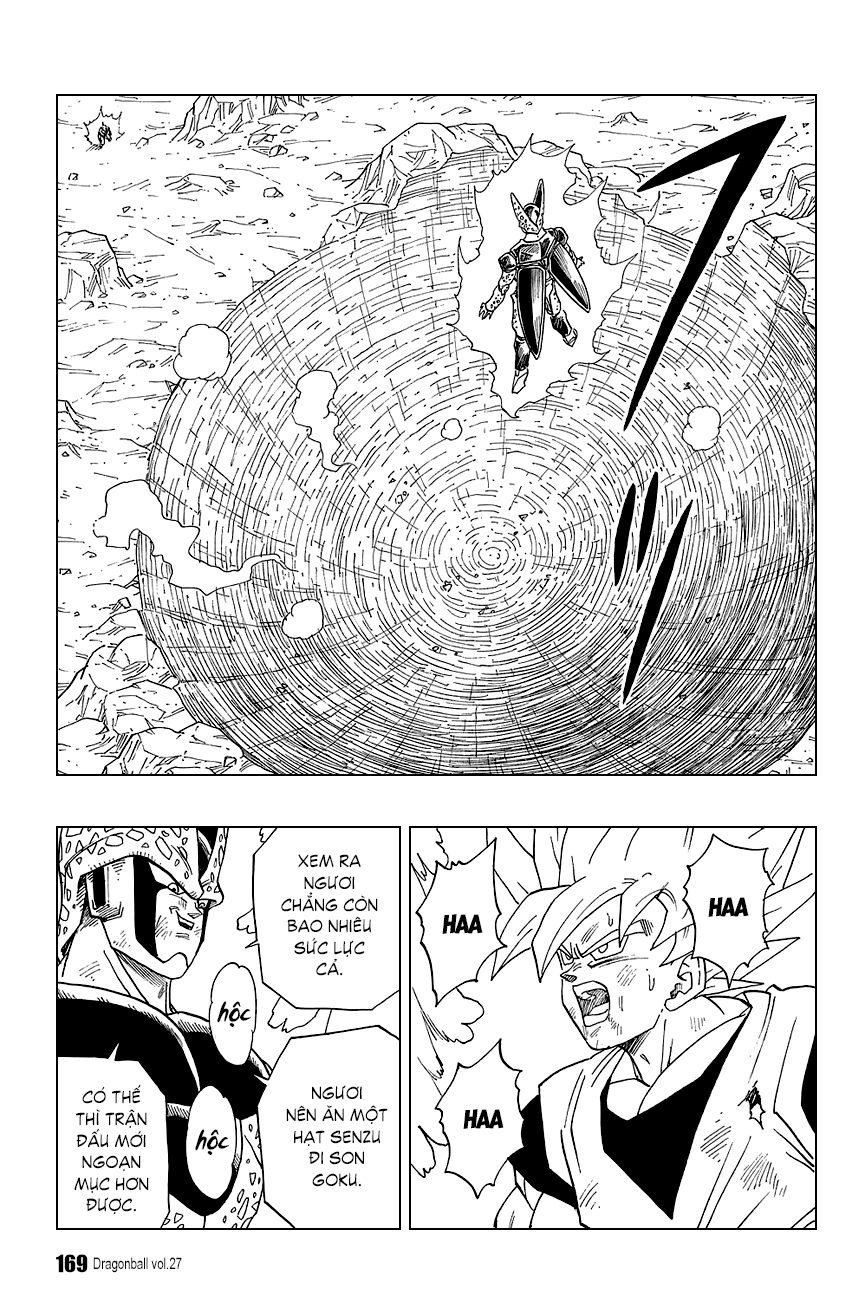 XEM RA
NGƯƠI
CHẲNG CÒN
BAO NHIÊU
SỨC LỰC
CẢ.
HỘC
NGƯƠI
NÊN ĂN MỘT
HẠT SENZU
ĐI SON
GOKU.
HỘC
CÓ THẾ
THÌ TRẬN
ĐẤU MỚI
NGOẠN
MỤC HƠN
ĐƯỢC.
HAA
HAA
HAA
169 Dragonball vol.27